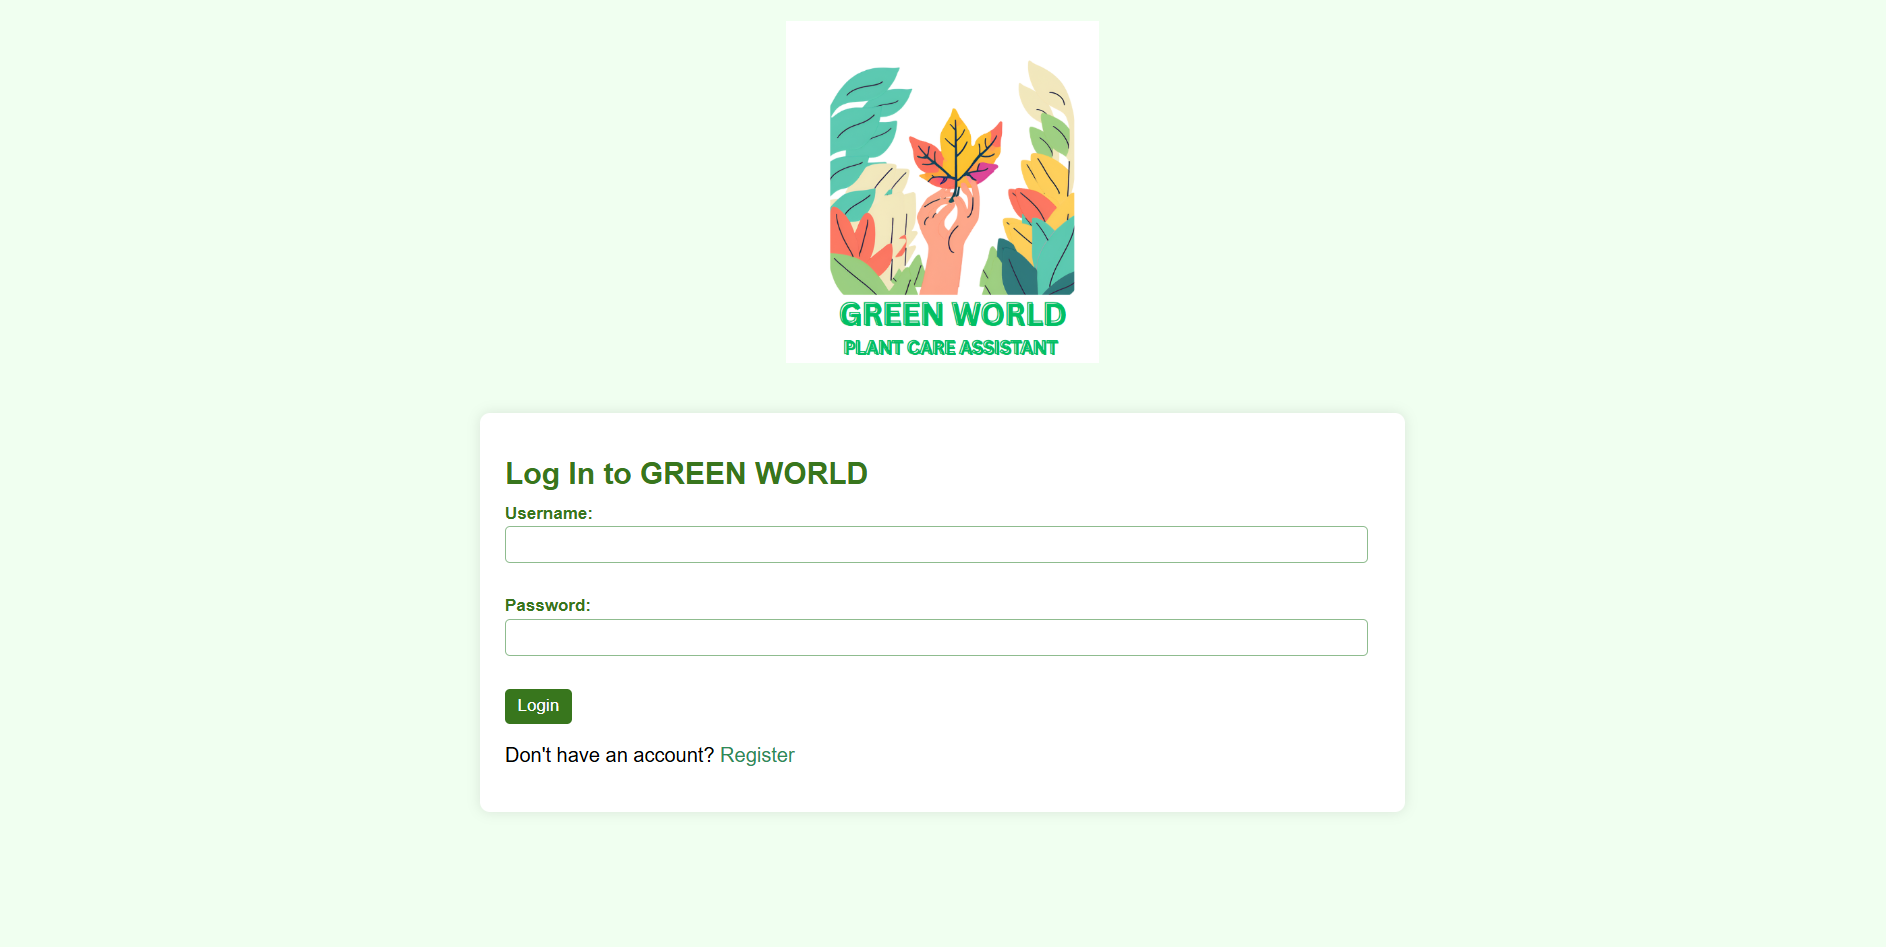 GREEN WORLD
PLANT CARE ASSISTANT
Log In to GREEN WORLD
Username:
Password:
Login
Don't have an account? Register